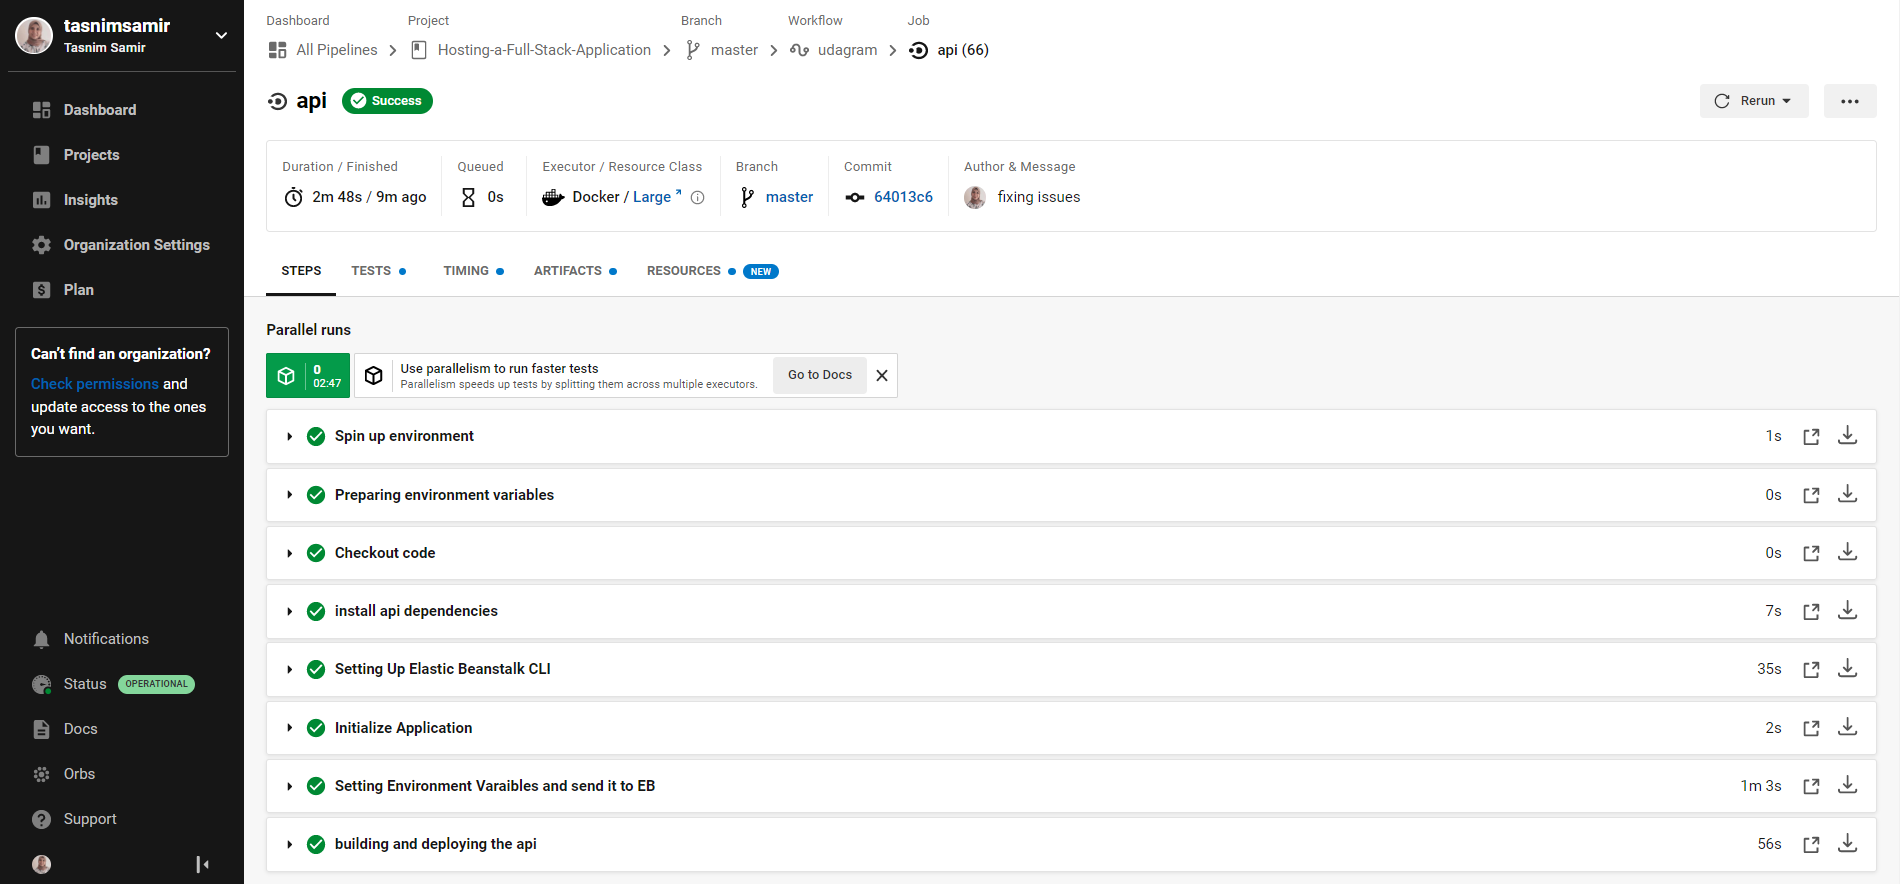 tasnimsamir
Tasnim Samir
Dashboard
Projects
Insights
Organization Settings
Plan
Can't find an organization?
Check permissions and
update access to the ones
you want.
Notifications
Status OPERATIONAL
Docs
Orbs
Support
Dashboard Project Branch Workflow Job
All Pipelines Hosting-a-Full-Stack-Application master udagram api (66)
api Success
Rerun
Duration / Finished Queued Executor / Resource Class Branch Commit Author & Message
2m 48s / 9m ago 0s Docker / Large master 64013c6 fixing issues
STEPS TESTS TIMING ARTIFACTS RESOURCES NEW
Parallel runs
0
02:47
Use parallelism to run faster tests
Parallelism speeds up tests by splitting them across multiple executors.
Go to Docs
Spin up environment 1s
Preparing environment variables 0s
Checkout code 0s
install api dependencies 7s
Setting Up Elastic Beanstalk CLI 35s
Initialize Application 2s
Setting Environment Varaibles and send it to EB 1m 3s
building and deploying the api 56s